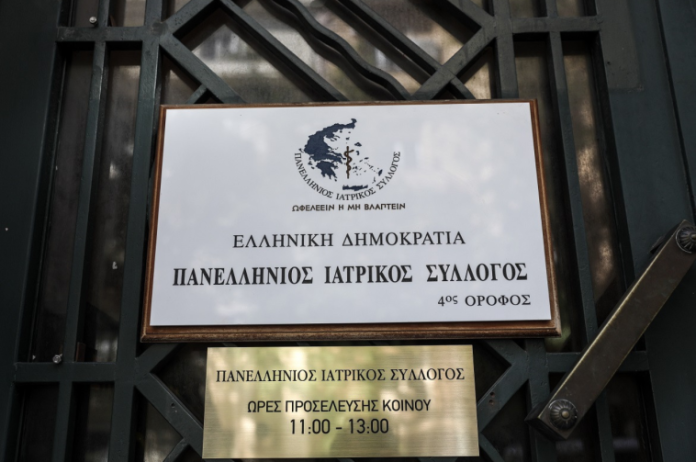 ΠΑΝΕΛΛΗΝΙΟΣ ΙΑΤΡΙΚΟΣ ΣΥΛΛΟΓΟΣ
ΩΦΕΛΕΕΙΝ Η ΜΗ ΒΛΑΠΤΕΙΝ
ΕΛΛΗΝΙΚΗ ΔΗΜΟΚΡΑΤΙΑ
ΠΑΝΕΛΛΗΝΙΟΣ ΙΑΤΡΙΚΟΣ ΣΥΛΛΟΓΟΣ
4ος ΟΡΟΦΟΣ
ΠΑΝΕΛΛΗΝΙΟΣ ΙΑΤΡΙΚΟΣ ΣΥΛΛΟΓΟΣ
ΩΡΕΣ ΠΡΟΣΕΛΕΥΣΗΣ ΚΟΙΝΟΥ
11:00 - 13:00